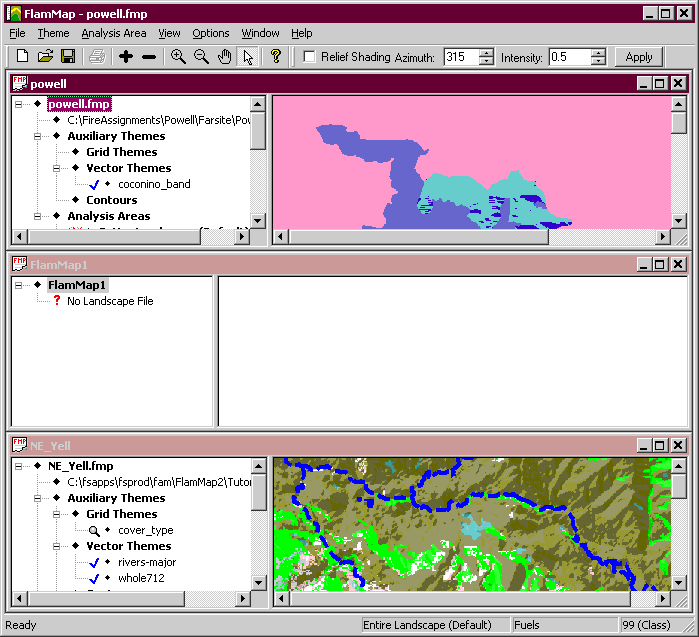 FlamMap - powell.fmp
File Theme Analysis Area View Options Window Help
Relief Shading Azimuth: 315 Intensity: 0.5 Apply
powell
powell.fmp
C:\FireAssignments\Powell\Farsite\Pov
Auxiliary Themes
Grid Themes
Vector Themes
coconino_band
Contours
Analysis Areas
FlamMap1
FlamMap1
? No Landscape File
NE_Yell
NE_Yell.fmp
C:\fsapps\fsprod\fam\FlamMap2\Tutor
Auxiliary Themes
Grid Themes
cover_type
Vector Themes
rivers-major
whole712
Ready Entire Landscape (Default) Fuels 99 (Class)